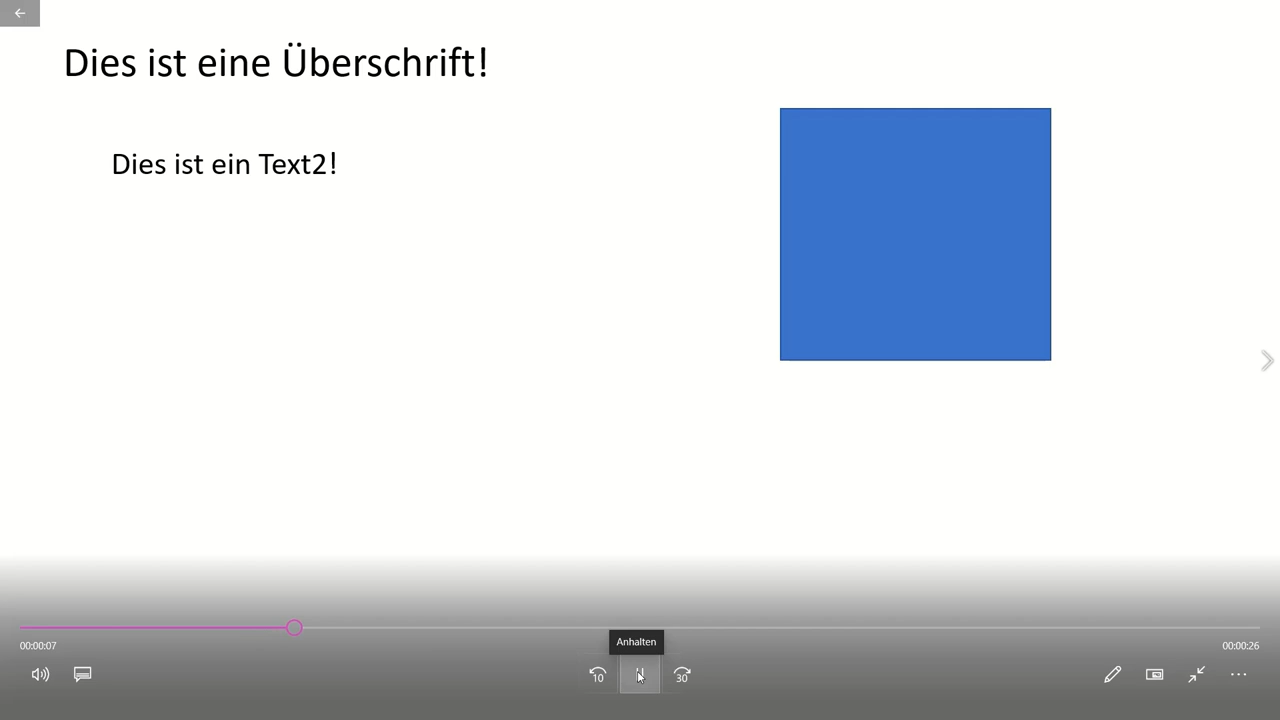 Dies ist eine Überschrift!
Dies ist ein Text2!
Anhalten
00:00:07
00:00:26
10
30